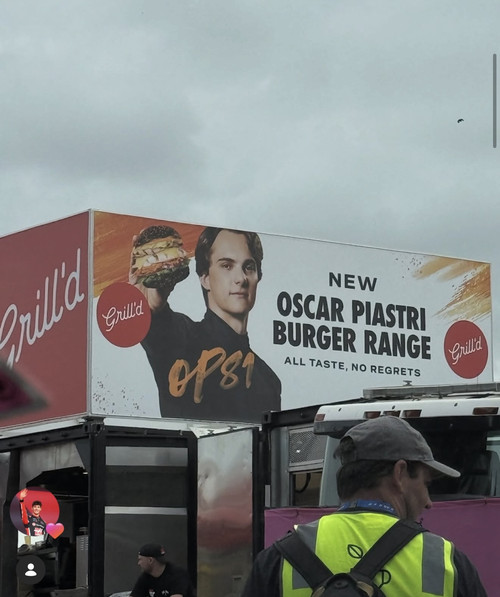 Grill'd
Grill'd
OP81
NEW
OSCAR PIASTRI
BURGER RANGE
ALL TASTE, NO REGRETS
Grill'd